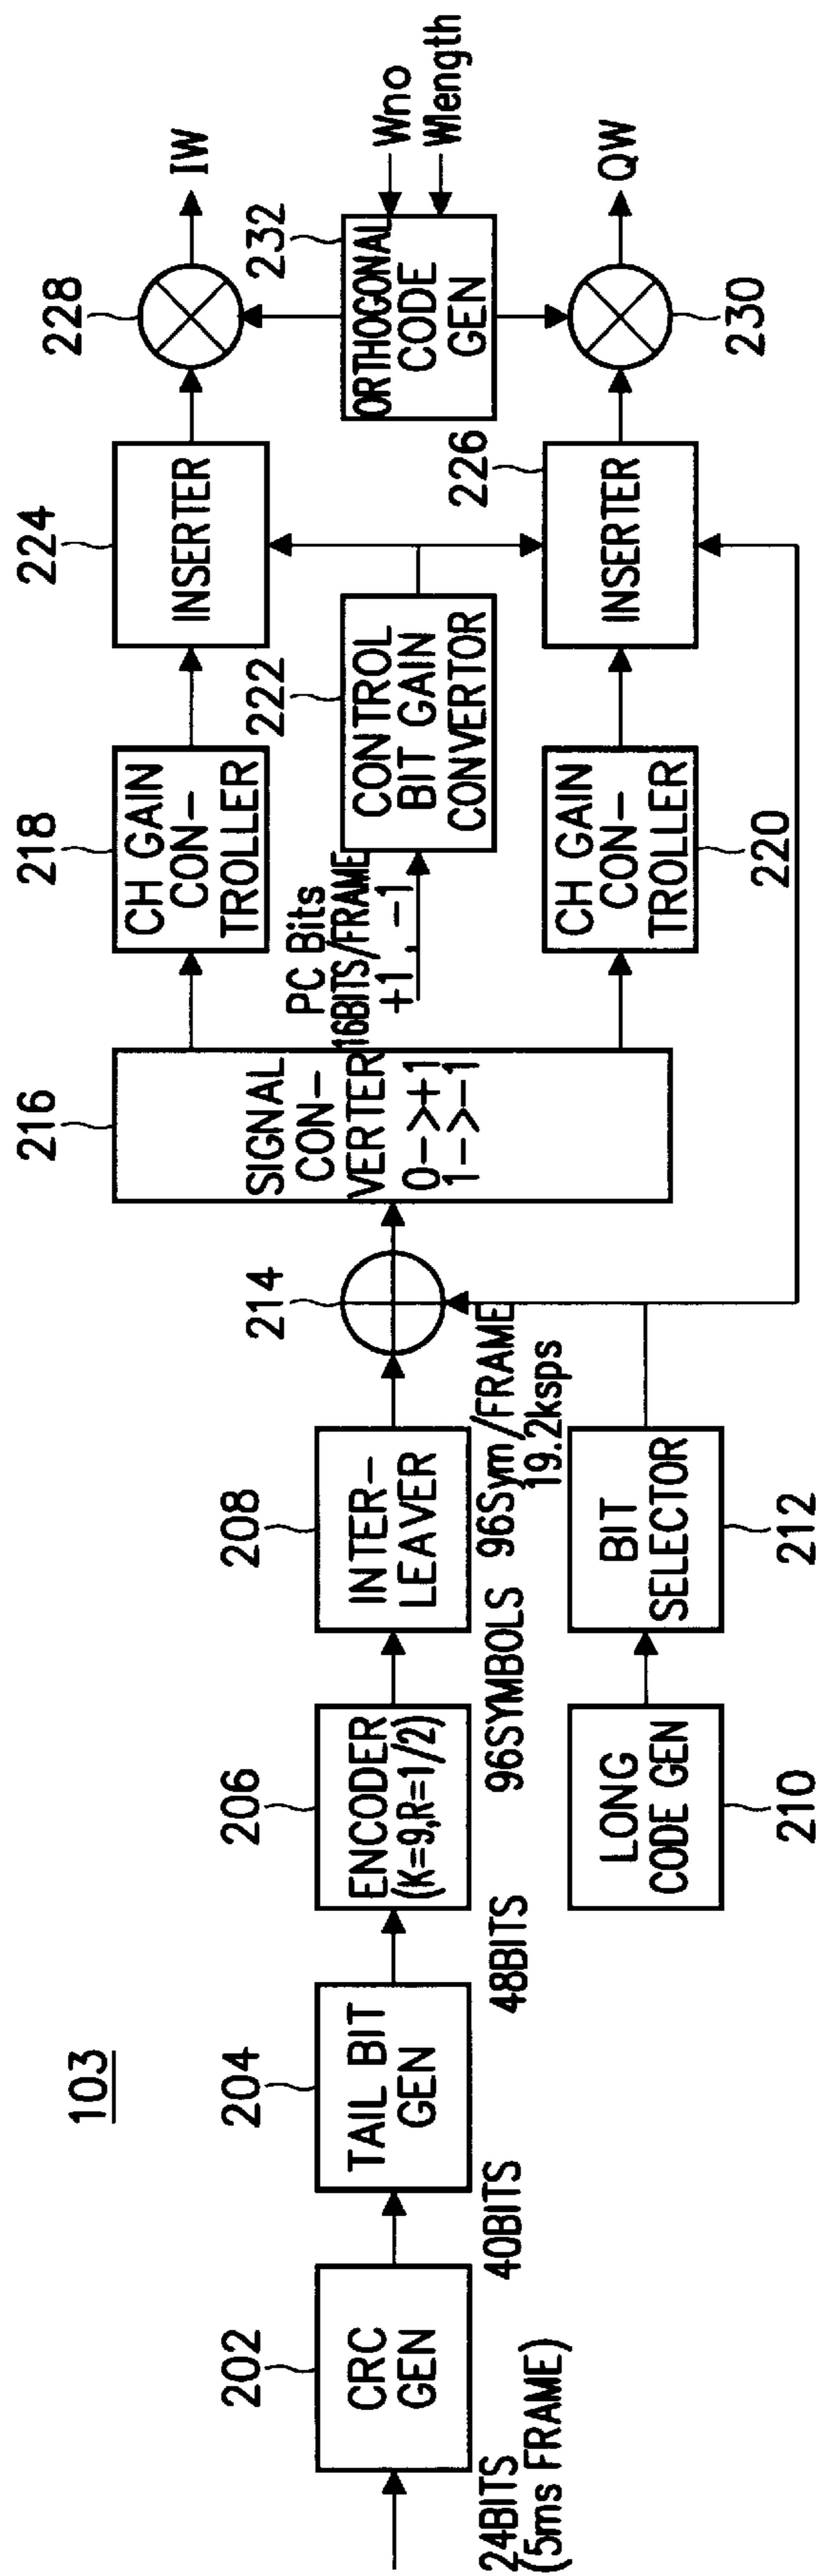 103
202
CRC
GEN
24BITS
(5ms FRAME)
204
TAIL BIT
GEN
40BITS
206
ENCODER
(K=9,R=1/2)
48BITS
208
INTER-
LEAVER
96SYMBOLS
96Sym/FRAME
19.2ksps
210
LONG
CODE GEN
212
BIT
SELECTOR
214
216
SIGNAL
CON-
VERTER
0->+1
1->-1
218
CH GAIN
CON-
TROLLER
PC Bits
16BITS/FRAME
+1, -1
222
CONTROL
BIT GAIN
CONVERTOR
CH GAIN
CON-
TROLLER
220
224
INSERTER
226
INSERTER
228
IW
232
ORTHOGONAL
CODE
GEN
Wno
Wlength
230
QW